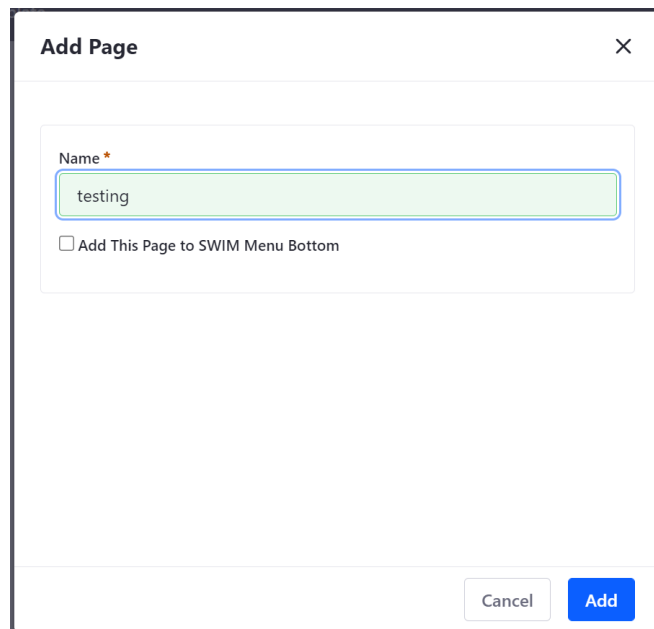 Add Page
Name *
testing
Add This Page to SWIM Menu Bottom
Cancel
Add